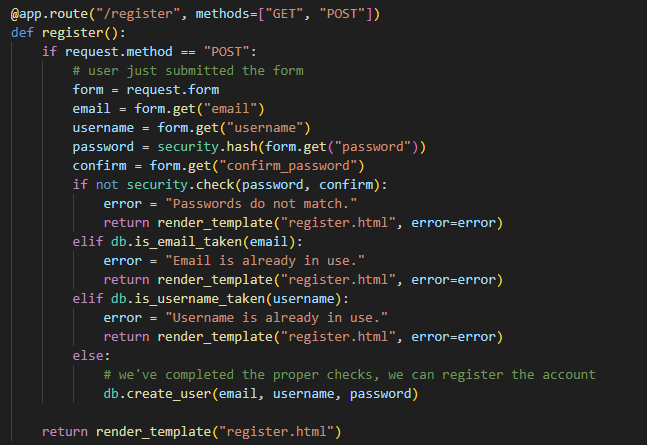 @app.route("/register", methods=["GET", "POST"])
def register():
    if request.method == "POST":
        # user just submitted the form
        form = request.form
        email = form.get("email")
        username = form.get("username")
        password = security.hash(form.get("password"))
        confirm = form.get("confirm_password")
        if not security.check(password, confirm):
            error = "Passwords do not match."
            return render_template("register.html", error=error)
        elif db.is_email_taken(email):
            error = "Email is already in use."
            return render_template("register.html", error=error)
        elif db.is_username_taken(username):
            error = "Username is already in use."
            return render_template("register.html", error=error)
        else:
            # we've completed the proper checks, we can register the account
            db.create_user(email, username, password)
    return render_template("register.html")